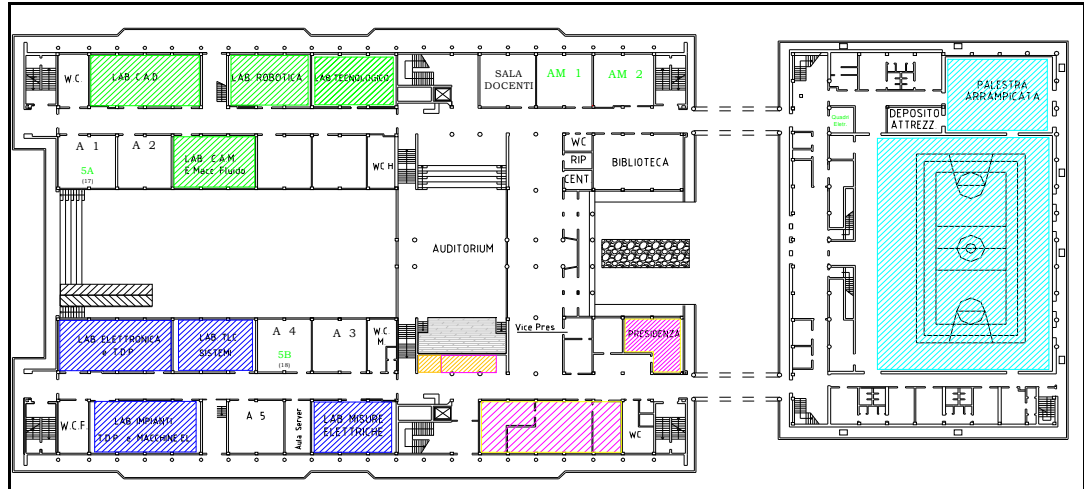 W.C.
LAB. C.A.D.
LAB. ROBOTICA
LAB.TECNOLOGICO
SALA
DOCENTI
AM 1
AM 2
PALESTRA
ARRAMPICATA
DEPOSITO
ATTREZZ.
A 1
5A
(17)
A 2
LAB. C.A.M.
E Macc. Fluido
WC H
WC
RIP
CENT
BIBLIOTECA
AUDITORIUM
LAB. ELETTRONICA
e T.D.P.
LAB. TLC
SISTEMI
A 4
5B
(18)
A 3
W.C.
M
Vice Pres
PRESIDENZA
W.C.F.
LAB. IMPIANTI
T.D.P. e MACCHINE EL.
A 5
Aula Server
LAB. MISURE
ELETTRICHE
WC